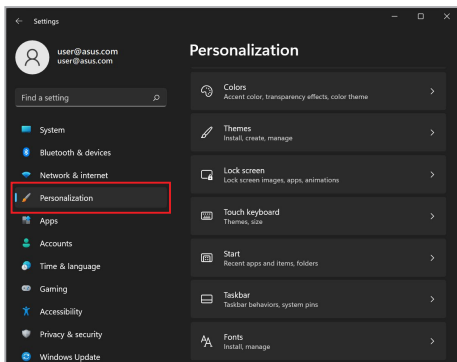 Settings
user@asus.com
user@asus.com
Find a setting
System
Bluetooth & devices
Network & internet
Personalization
Apps
Accounts
Time & language
Gaming
Accessibility
Privacy & security
Windows Update
Personalization
Colors
Accent color, transparency effects, color theme
Themes
Install, create, manage
Lock screen
Lock screen images, apps, animations
Touch keyboard
Themes, size
Start
Recent apps and items, folders
Taskbar
Taskbar behaviors, system pins
Fonts
Install, manage